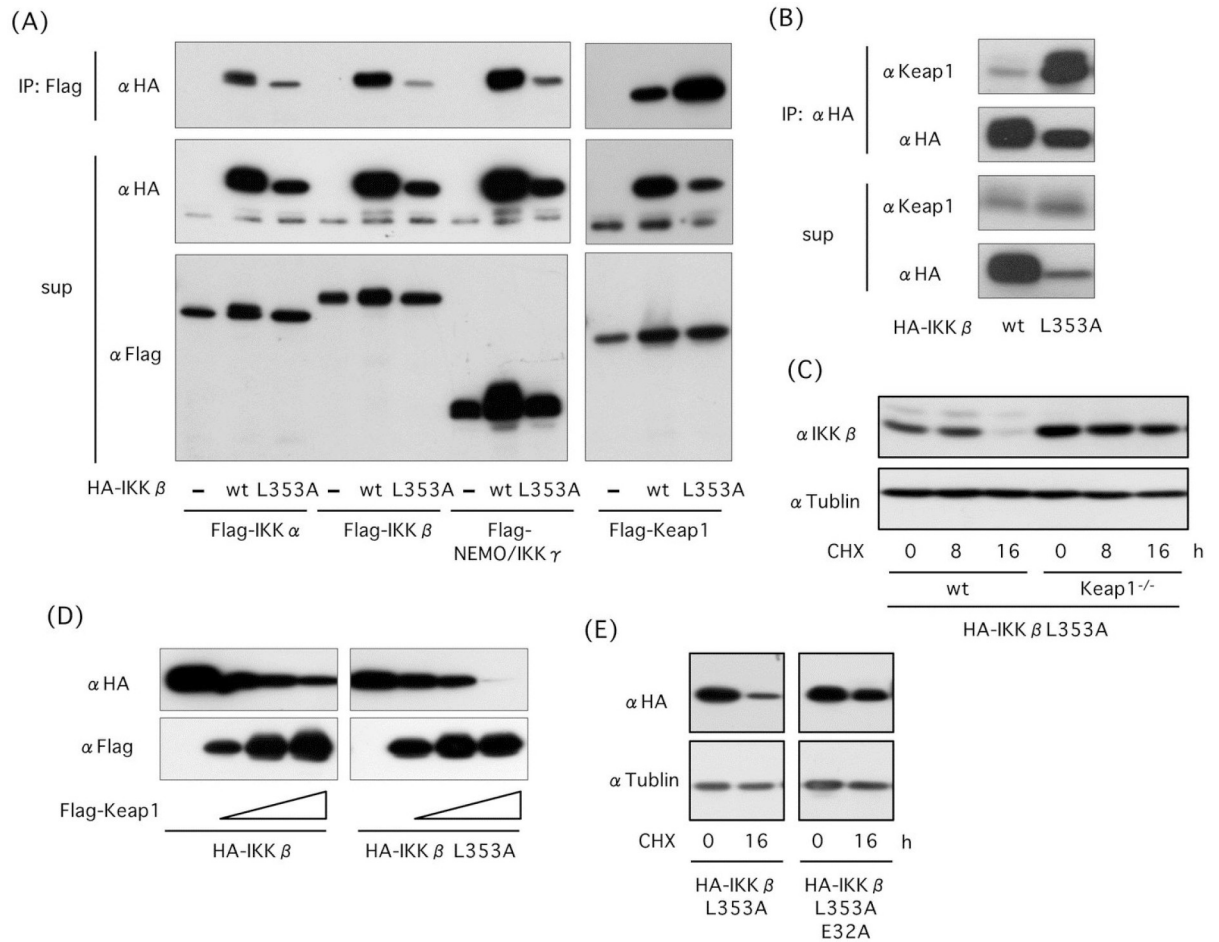 (A)
IP: Flag
α HA
sup
α HA
α Flag
HA-IKK β
– wt L353A – wt L353A – wt L353A – wt L353A
Flag-IKK α
Flag-IKK β
Flag-
NEMO/IKK γ
Flag-Keap1
(B)
IP: α HA
α Keap1
α HA
sup
α Keap1
α HA
HA-IKK β wt L353A
(C)
α IKK β
α Tublin
CHX 0 8 16 0 8 16 h
wt Keap1-/-
HA-IKK β L353A
(D)
α HA
α Flag
Flag-Keap1
HA-IKK β HA-IKK β L353A
(E)
α HA
α Tublin
CHX 0 16 0 16 h
HA-IKK β
L353A
HA-IKK β
L353A
E32A